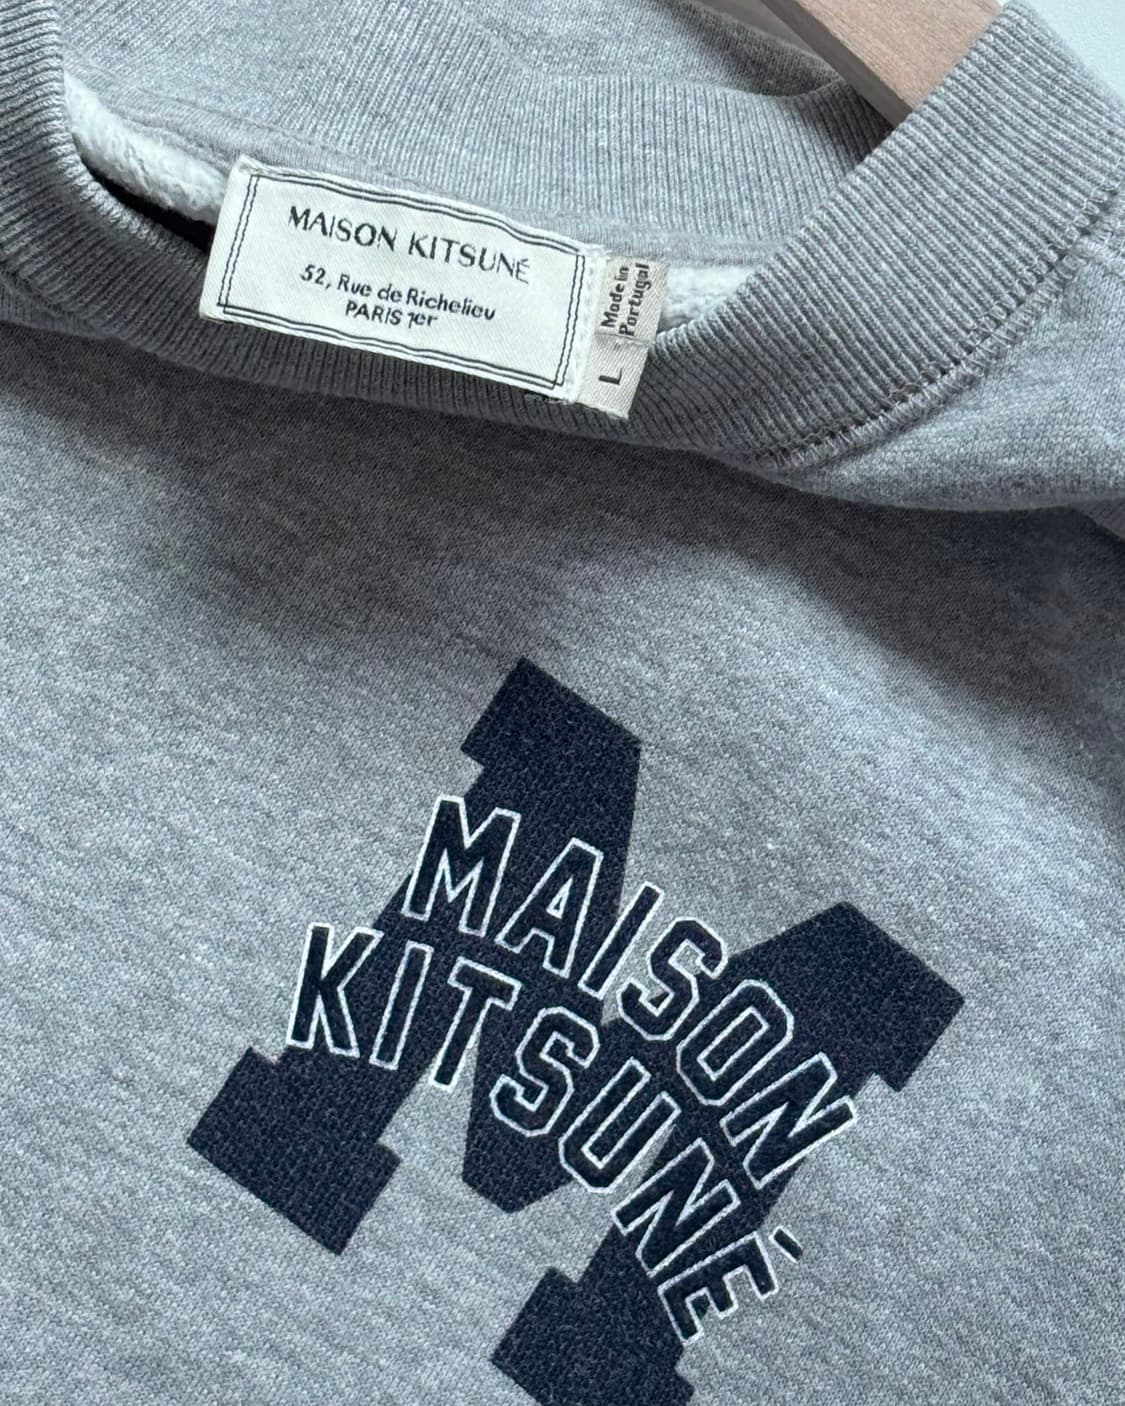 MAISON KITSUNÉ
52, Rue de Richelieu
PARIS 1er
Made in
Portugal
L
MAISON
KITSUNÉ